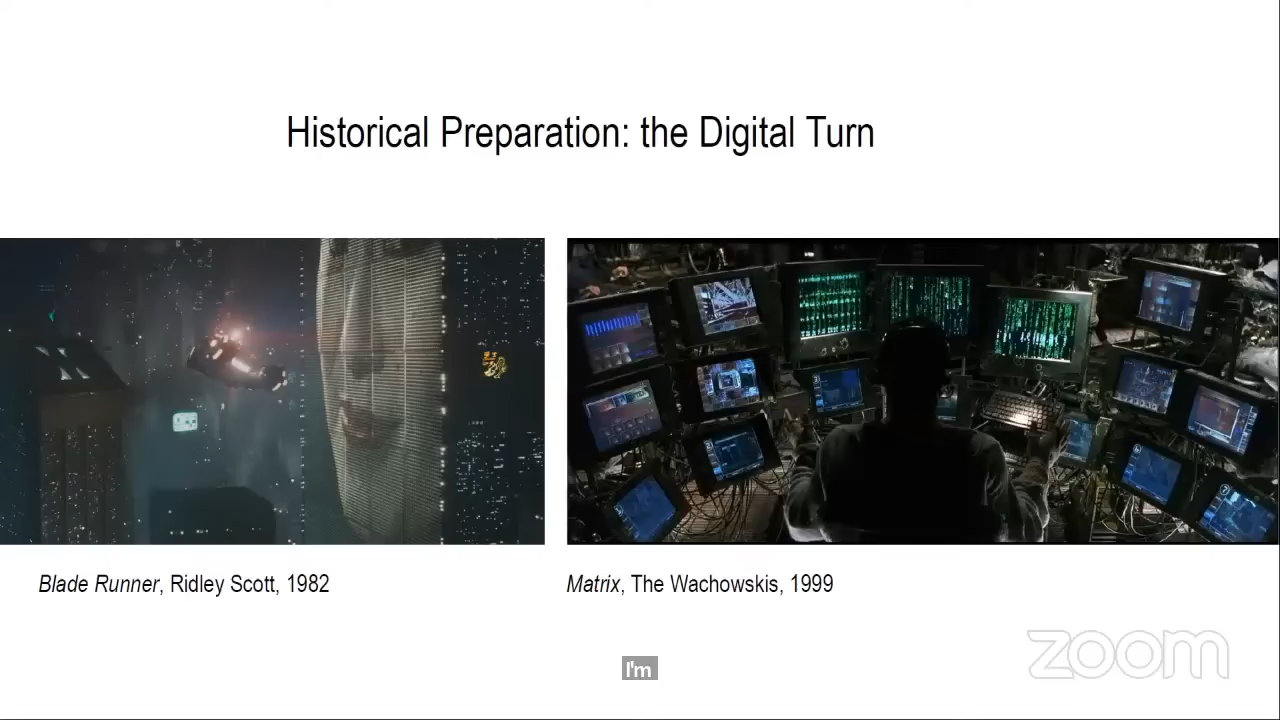 Historical Preparation: the Digital Turn
Blade Runner, Ridley Scott, 1982
Matrix, The Wachowskis, 1999
I'm
zoom